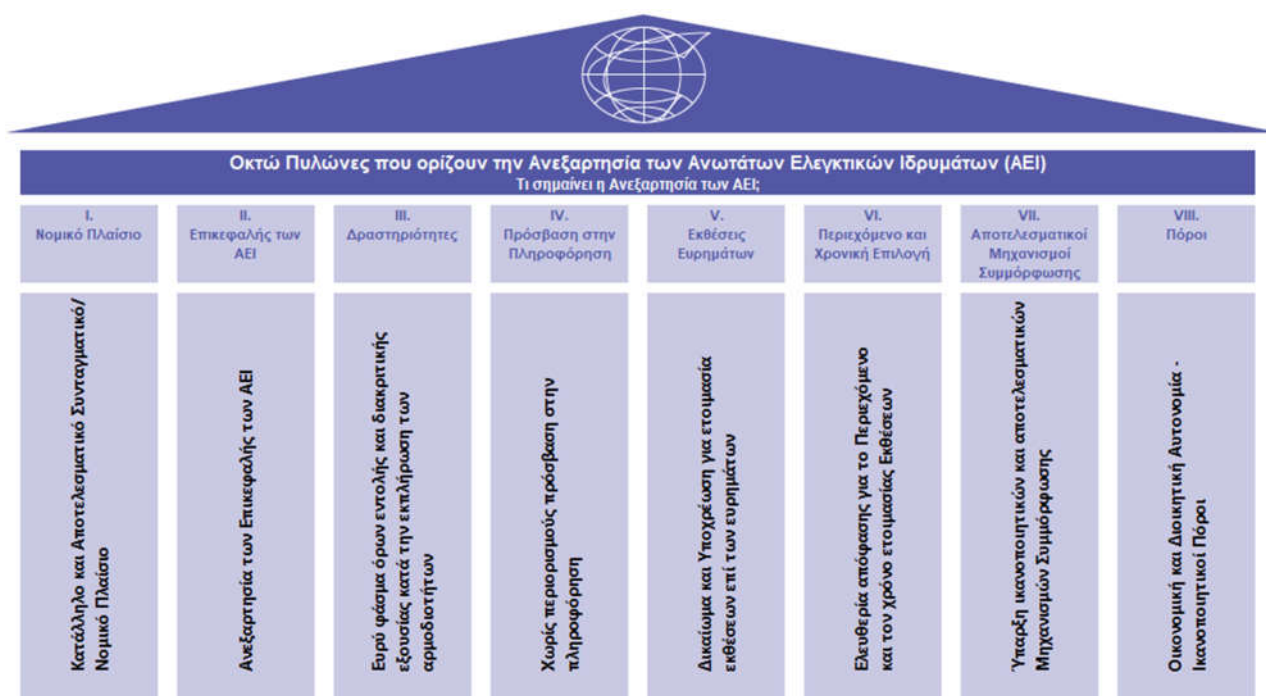 Οκτώ Πυλώνες που ορίζουν την Ανεξαρτησία των Ανωτάτων Ελεγκτικών Ιδρυμάτων (ΑΕΙ)
Τι σημαίνει η Ανεξαρτησία των ΑΕΙ;
I.
Νομικό Πλαίσιο
II.
Επικεφαλής των
ΑΕΙ
III.
Δραστηριότητες
IV.
Πρόσβαση στην
Πληροφόρηση
V.
Εκθέσεις
Ευρημάτων
VI.
Περιεχόμενο και
Χρονική Επιλογή
VII.
Αποτελεσματικοί
Μηχανισμοί
Συμμόρφωσης
VIII.
Πόροι
Κατάλληλο και Αποτελεσματικό Συνταγματικό/
Νομικό Πλαίσιο
Ανεξαρτησία των Επικεφαλής των ΑΕΙ
Ευρύ φάσμα όρων εντολής και διακριτικής
εξουσίας κατά την εκπλήρωση των
αρμοδιοτήτων
Χωρίς περιορισμούς πρόσβαση στην
πληροφόρηση
Δικαίωμα και Υποχρέωση για ετοιμασία
εκθέσεων επί των ευρημάτων
Ελευθερία απόφασης για το Περιεχόμενο
και τον χρόνο ετοιμασίας Εκθέσεων
Ύπαρξη ικανοποιητικών και αποτελεσματικών
Μηχανισμών Συμμόρφωσης
Οικονομική και Διοικητική Αυτονομία -
Ικανοποιητικοί Πόροι